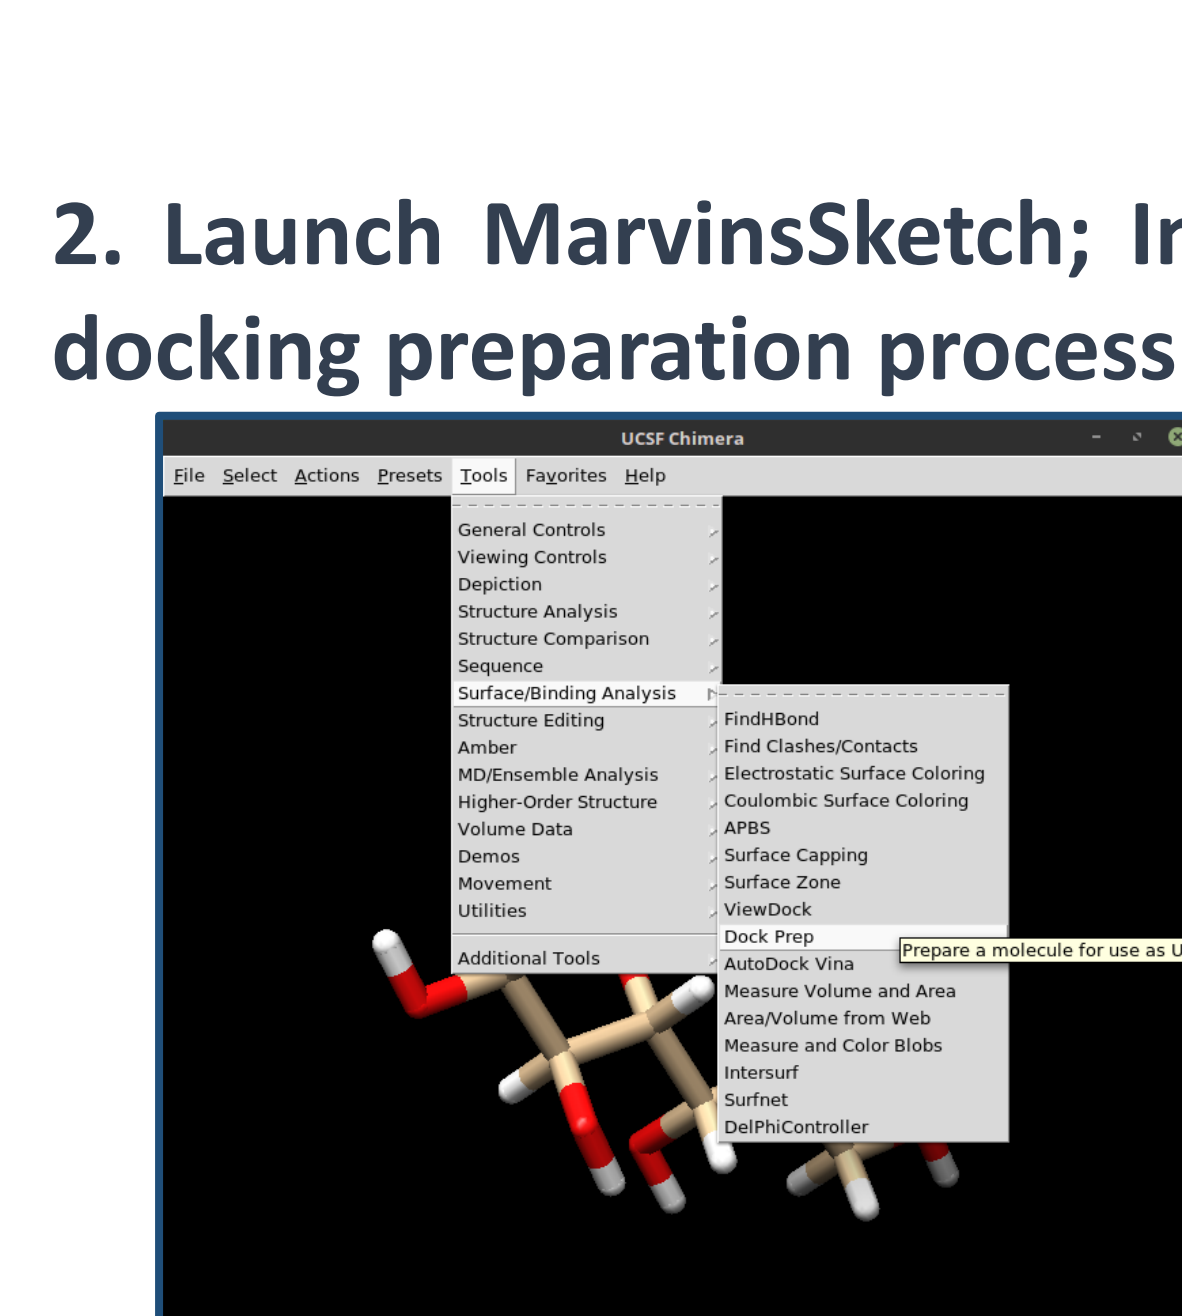 2. Launch MarvinsSketch; In
docking preparation process
UCSF Chimera
File Select Actions Presets Tools Favorites Help
General Controls
Viewing Controls
Depiction
Structure Analysis
Structure Comparison
Sequence
Surface/Binding Analysis
Structure Editing
Amber
MD/Ensemble Analysis
Higher-Order Structure
Volume Data
Demos
Movement
Utilities
Additional Tools
FindHBond
Find Clashes/Contacts
Electrostatic Surface Coloring
Coulombic Surface Coloring
APBS
Surface Capping
Surface Zone
ViewDock
Dock Prep
Prepare a molecule for use as U
AutoDock Vina
Measure Volume and Area
Area/Volume from Web
Measure and Color Blobs
Intersurf
Surfnet
DelPhiController